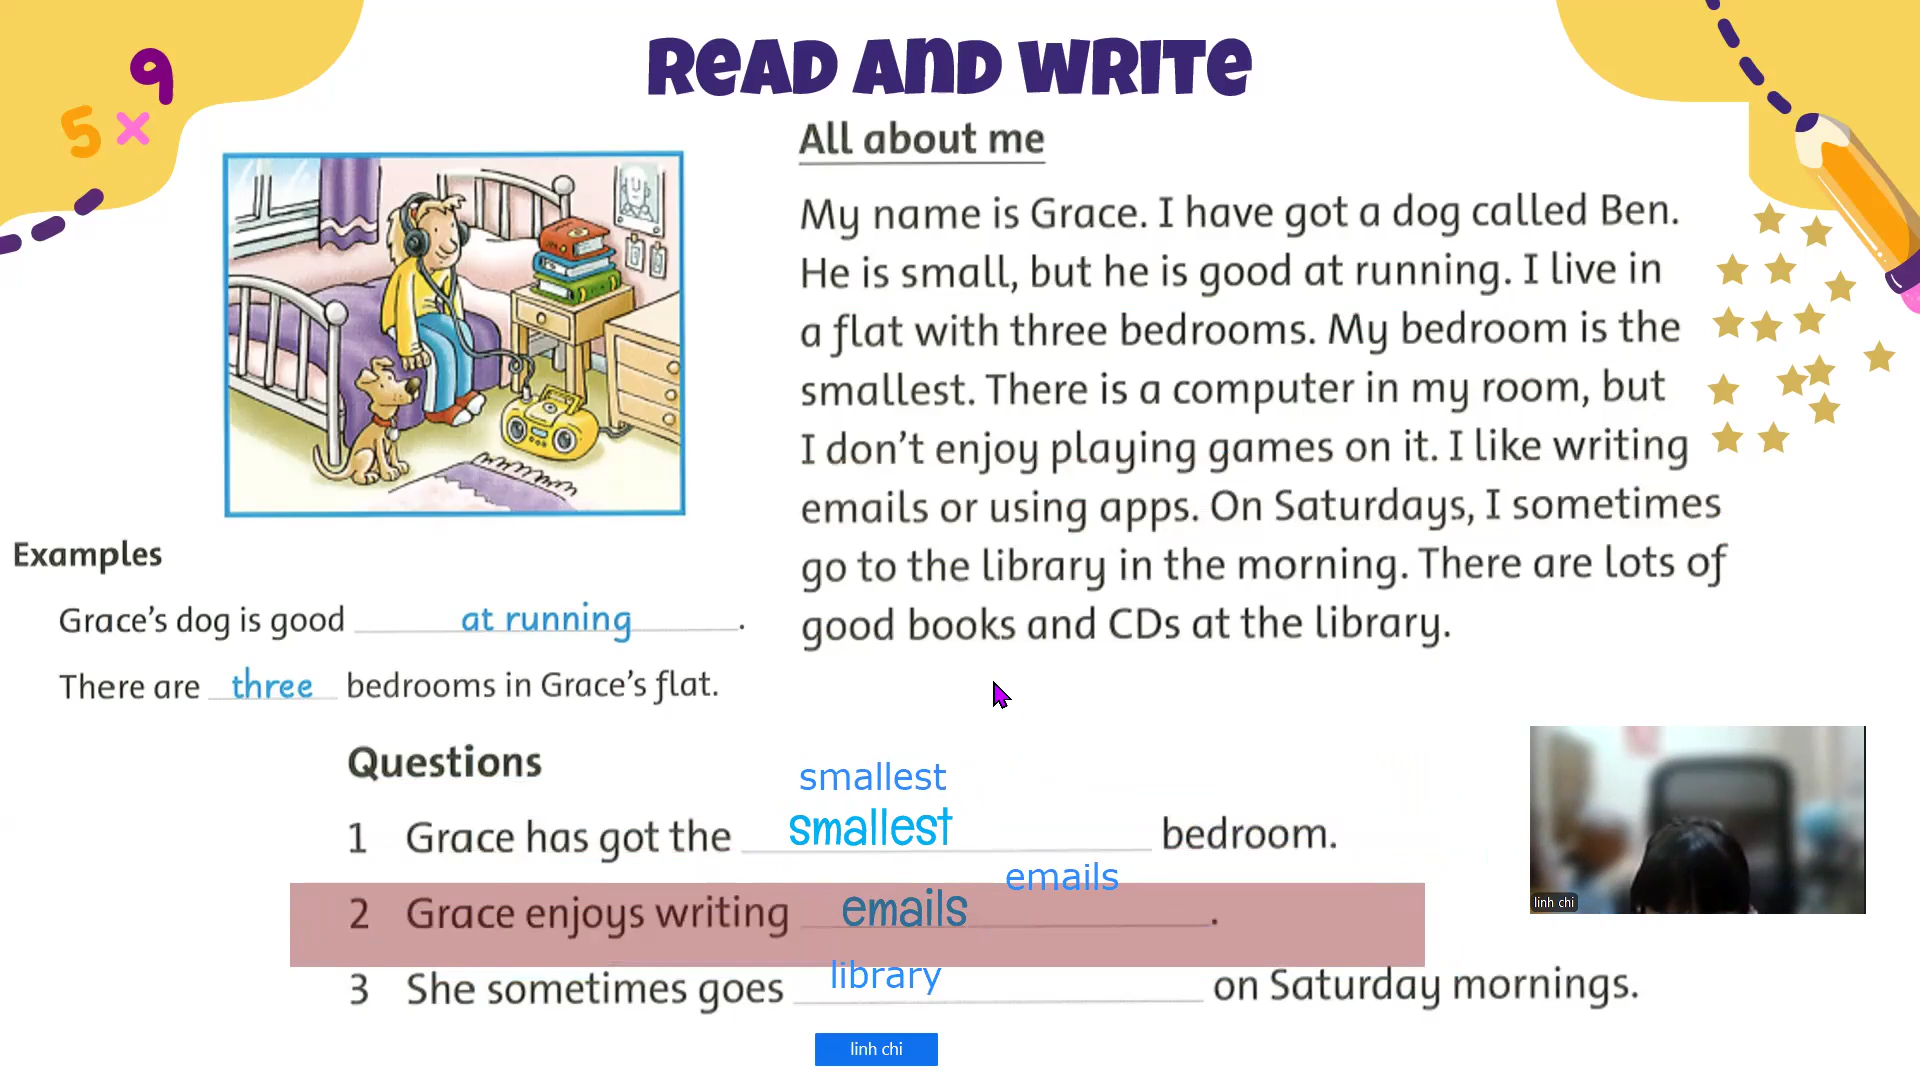 READ AND WRITE
9
5 ×
All about me
My name is Grace. I have got a dog called Ben.
He is small, but he is good at running. I live in
a flat with three bedrooms. My bedroom is the
smallest. There is a computer in my room, but
I don't enjoy playing games on it. I like writing
emails or using apps. On Saturdays, I sometimes
go to the library in the morning. There are lots of
good books and CDs at the library.
Examples
Grace's dog is good at running.
There are three bedrooms in Grace's flat.
Questions
smallest
1 Grace has got the smallest bedroom.
emails
2 Grace enjoys writing emails.
3 She sometimes goes library on Saturday mornings.
linh chi
linh chi